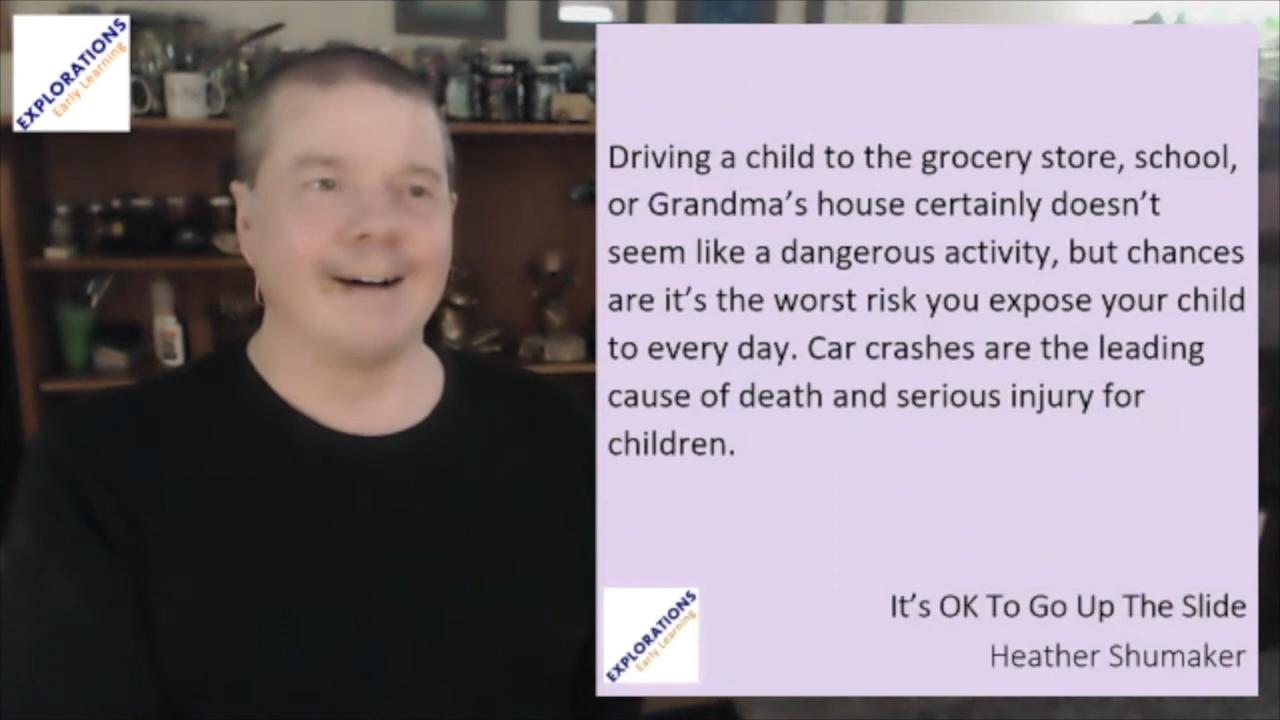 EXPLORATIONS
Early Learning
Driving a child to the grocery store, school,
or Grandma’s house certainly doesn’t
seem like a dangerous activity, but chances
are it’s the worst risk you expose your child
to every day. Car crashes are the leading
cause of death and serious injury for
children.
It’s OK To Go Up The Slide
Heather Shumaker
EXPLORATIONS
Early Learning